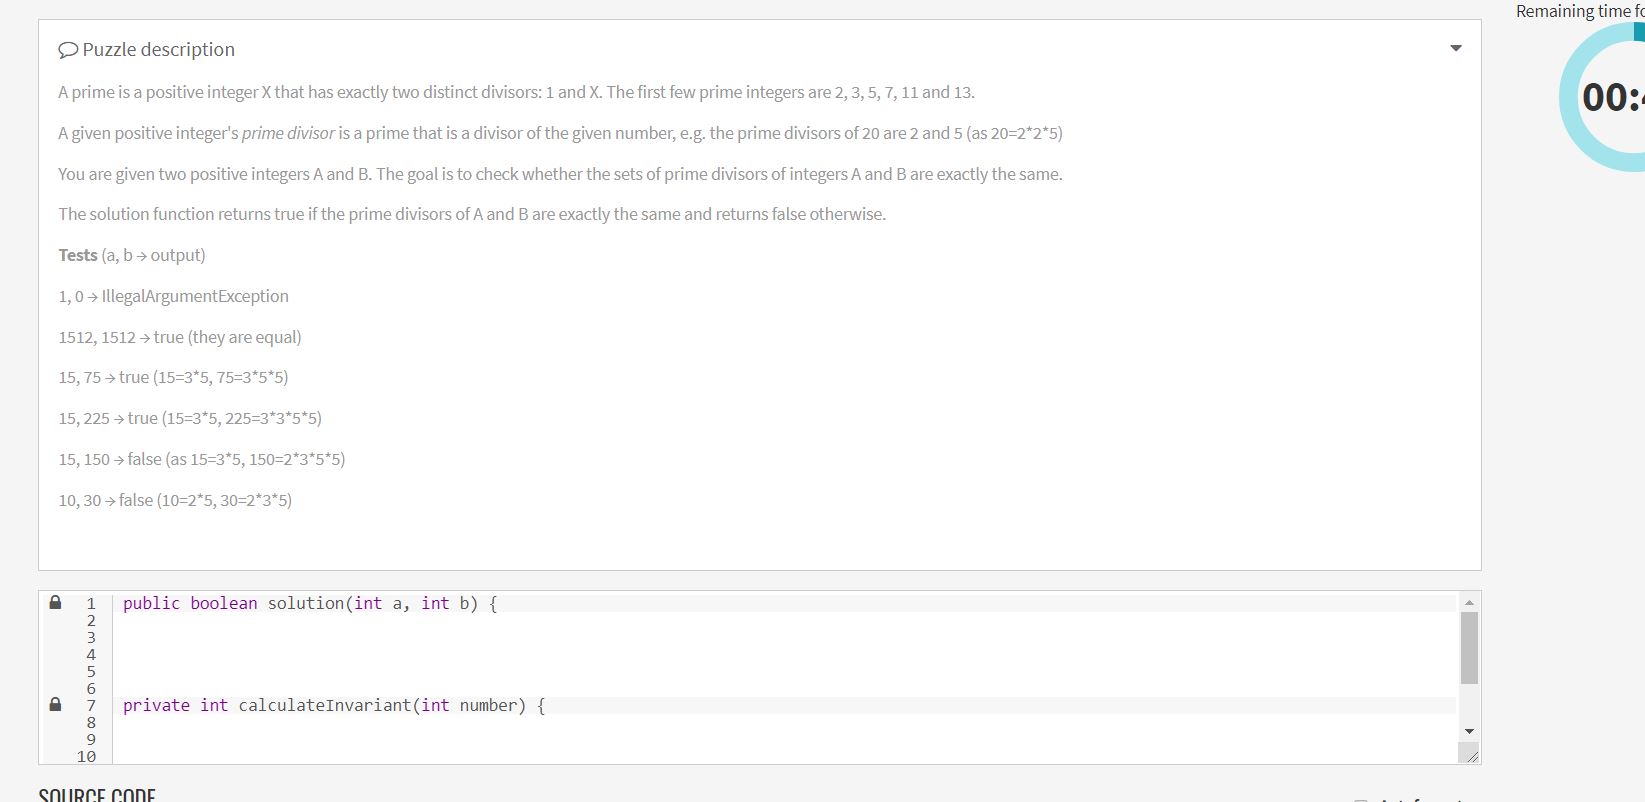 Remaining time fo
Puzzle description
A prime is a positive integer X that has exactly two distinct divisors: 1 and X. The first few prime integers are 2, 3, 5, 7, 11 and 13.
00:4
A given positive integer's prime divisor is a prime that is a divisor of the given number, e.g. the prime divisors of 20 are 2 and 5 (as 20=2*2*5)
You are given two positive integers A and B. The goal is to check whether the sets of prime divisors of integers A and B are exactly the same.
The solution function returns true if the prime divisors of A and B are exactly the same and returns false otherwise.
Tests (a, b → output)
1, 0 → IllegalArgumentException
1512, 1512 → true (they are equal)
15, 75 → true (15=3*5, 75=3*5*5)
15, 225 → true (15=3*5, 225=3*3*5*5)
15, 150 → false (as 15=3*5, 150=2*3*5*5)
10, 30 → false (10=2*5, 30=2*3*5)
1 public boolean solution(int a, int b) {
2
3
4
5
6
7 private int calculateInvariant(int number) {
8
9
10
SOURCE CODE